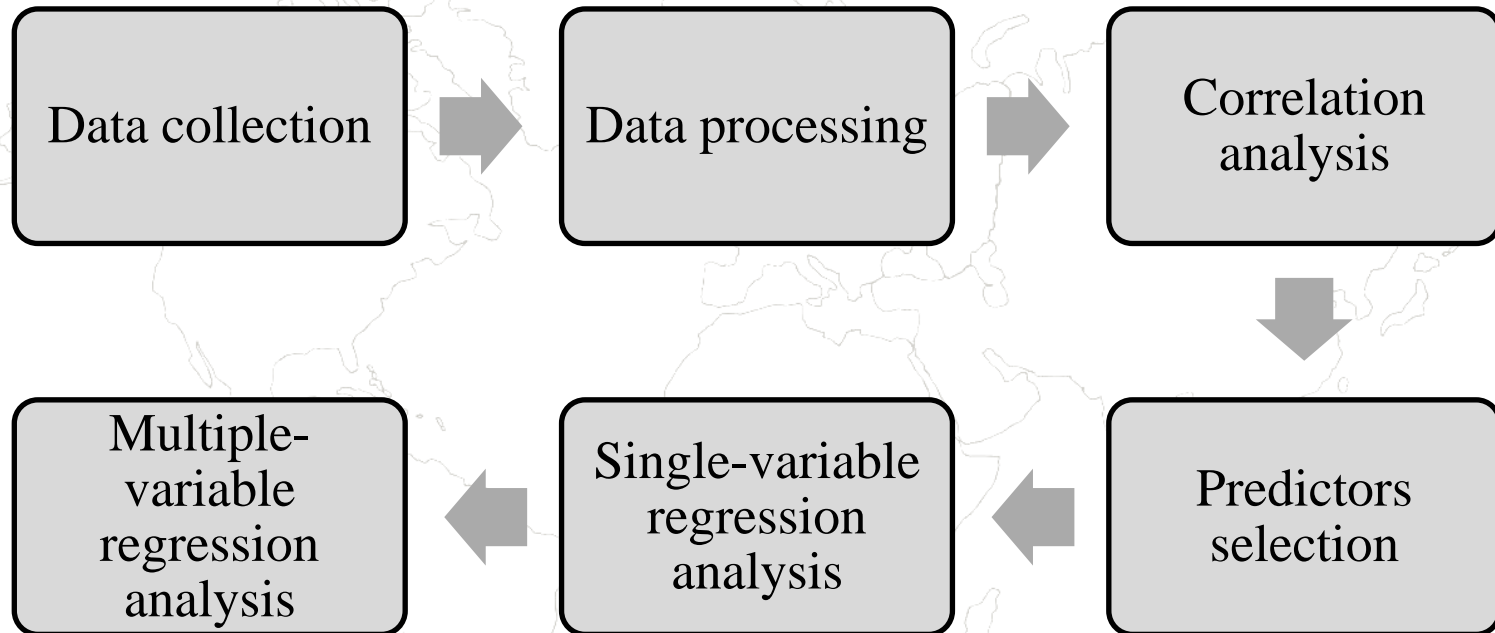 Data collection
Data processing
Correlation
analysis
Predictors
selection
Single-variable
regression
analysis
Multiple-
variable
regression
analysis